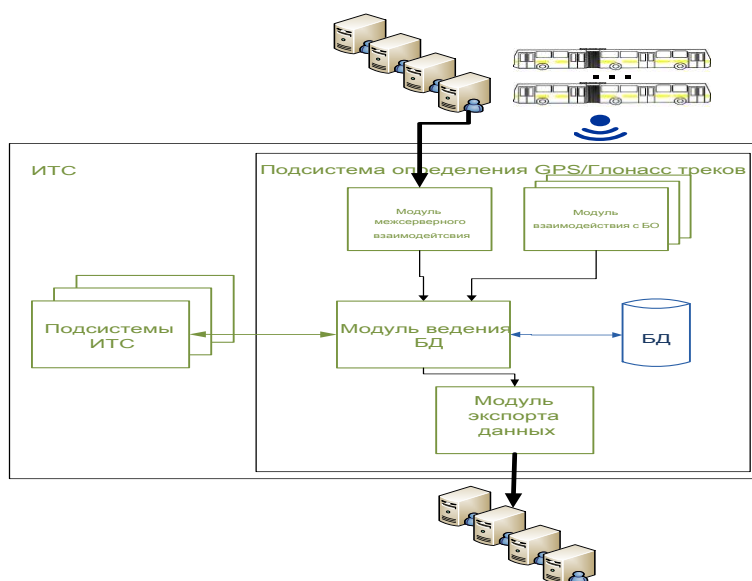 ИТС
Подсистема определения GPS/Глонасс треков
Модуль
межсерверного
взаимодейтсвия
Модуль
взаимодействия с БО
Подсистемы
ИТС
Модуль ведения
БД
БД
Модуль
экспорта
данных